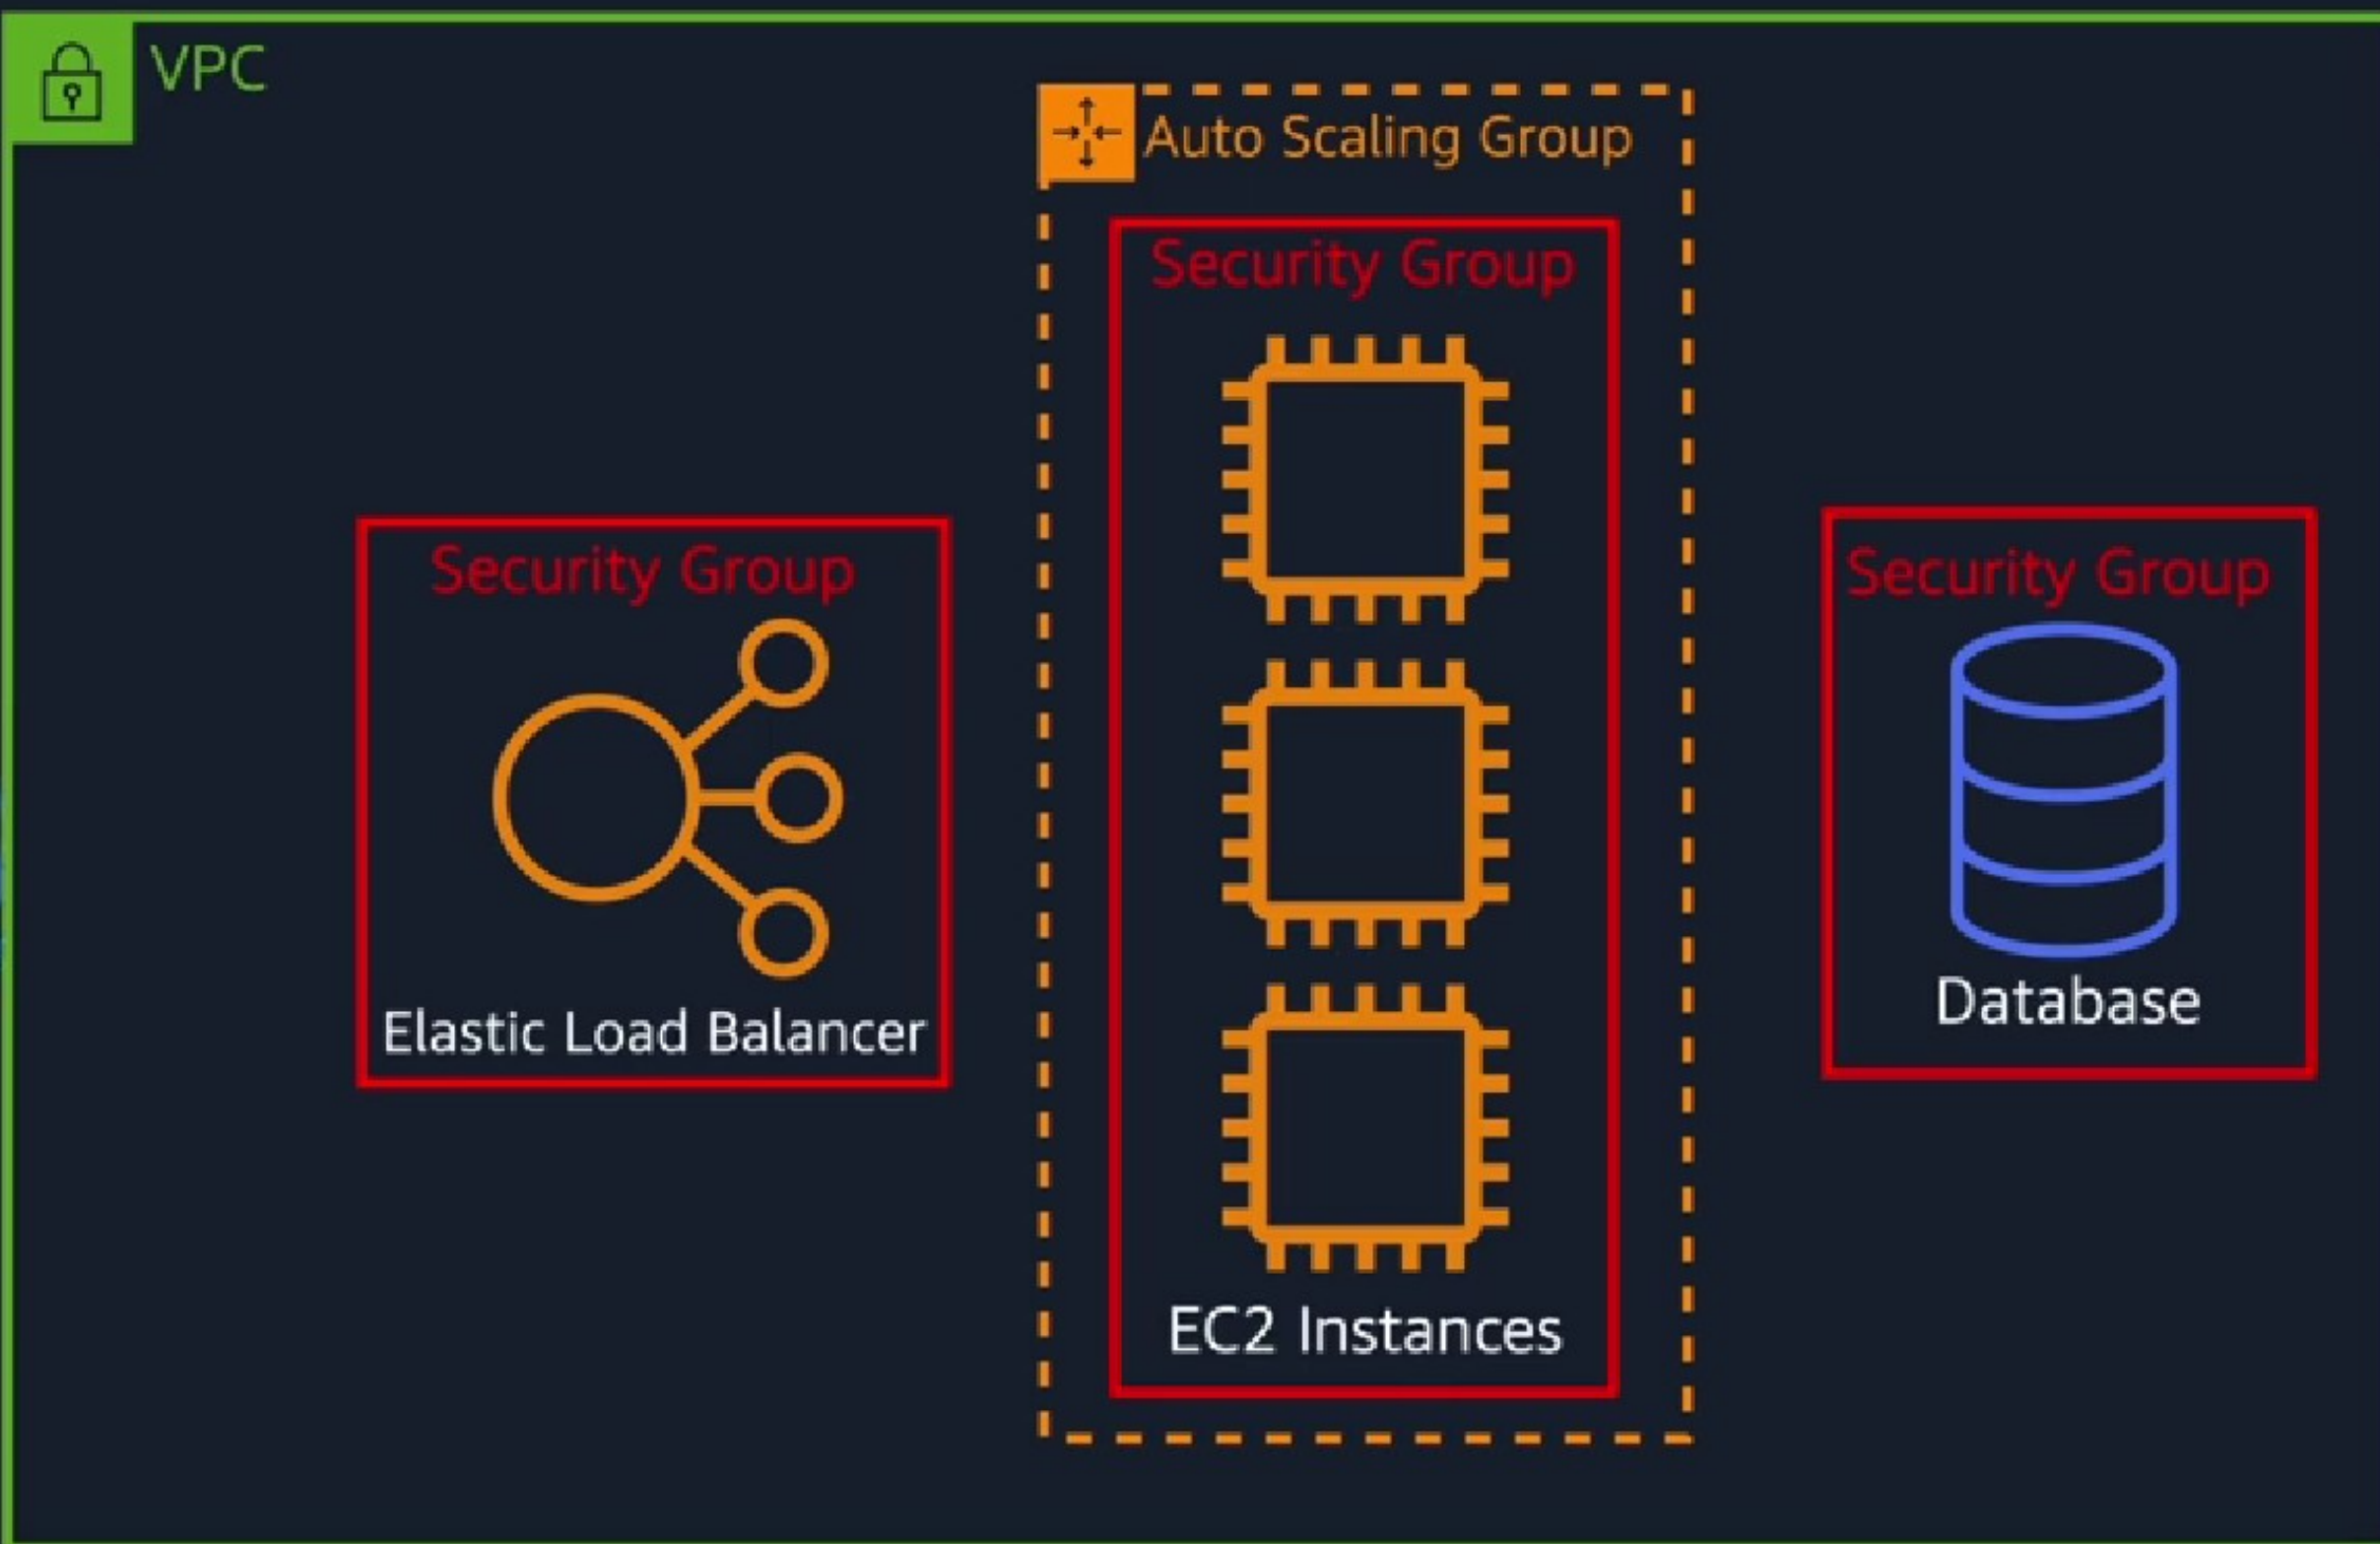 VPC
Auto Scaling Group
Security Group
Security Group
Security Group
Elastic Load Balancer
EC2 Instances
Database